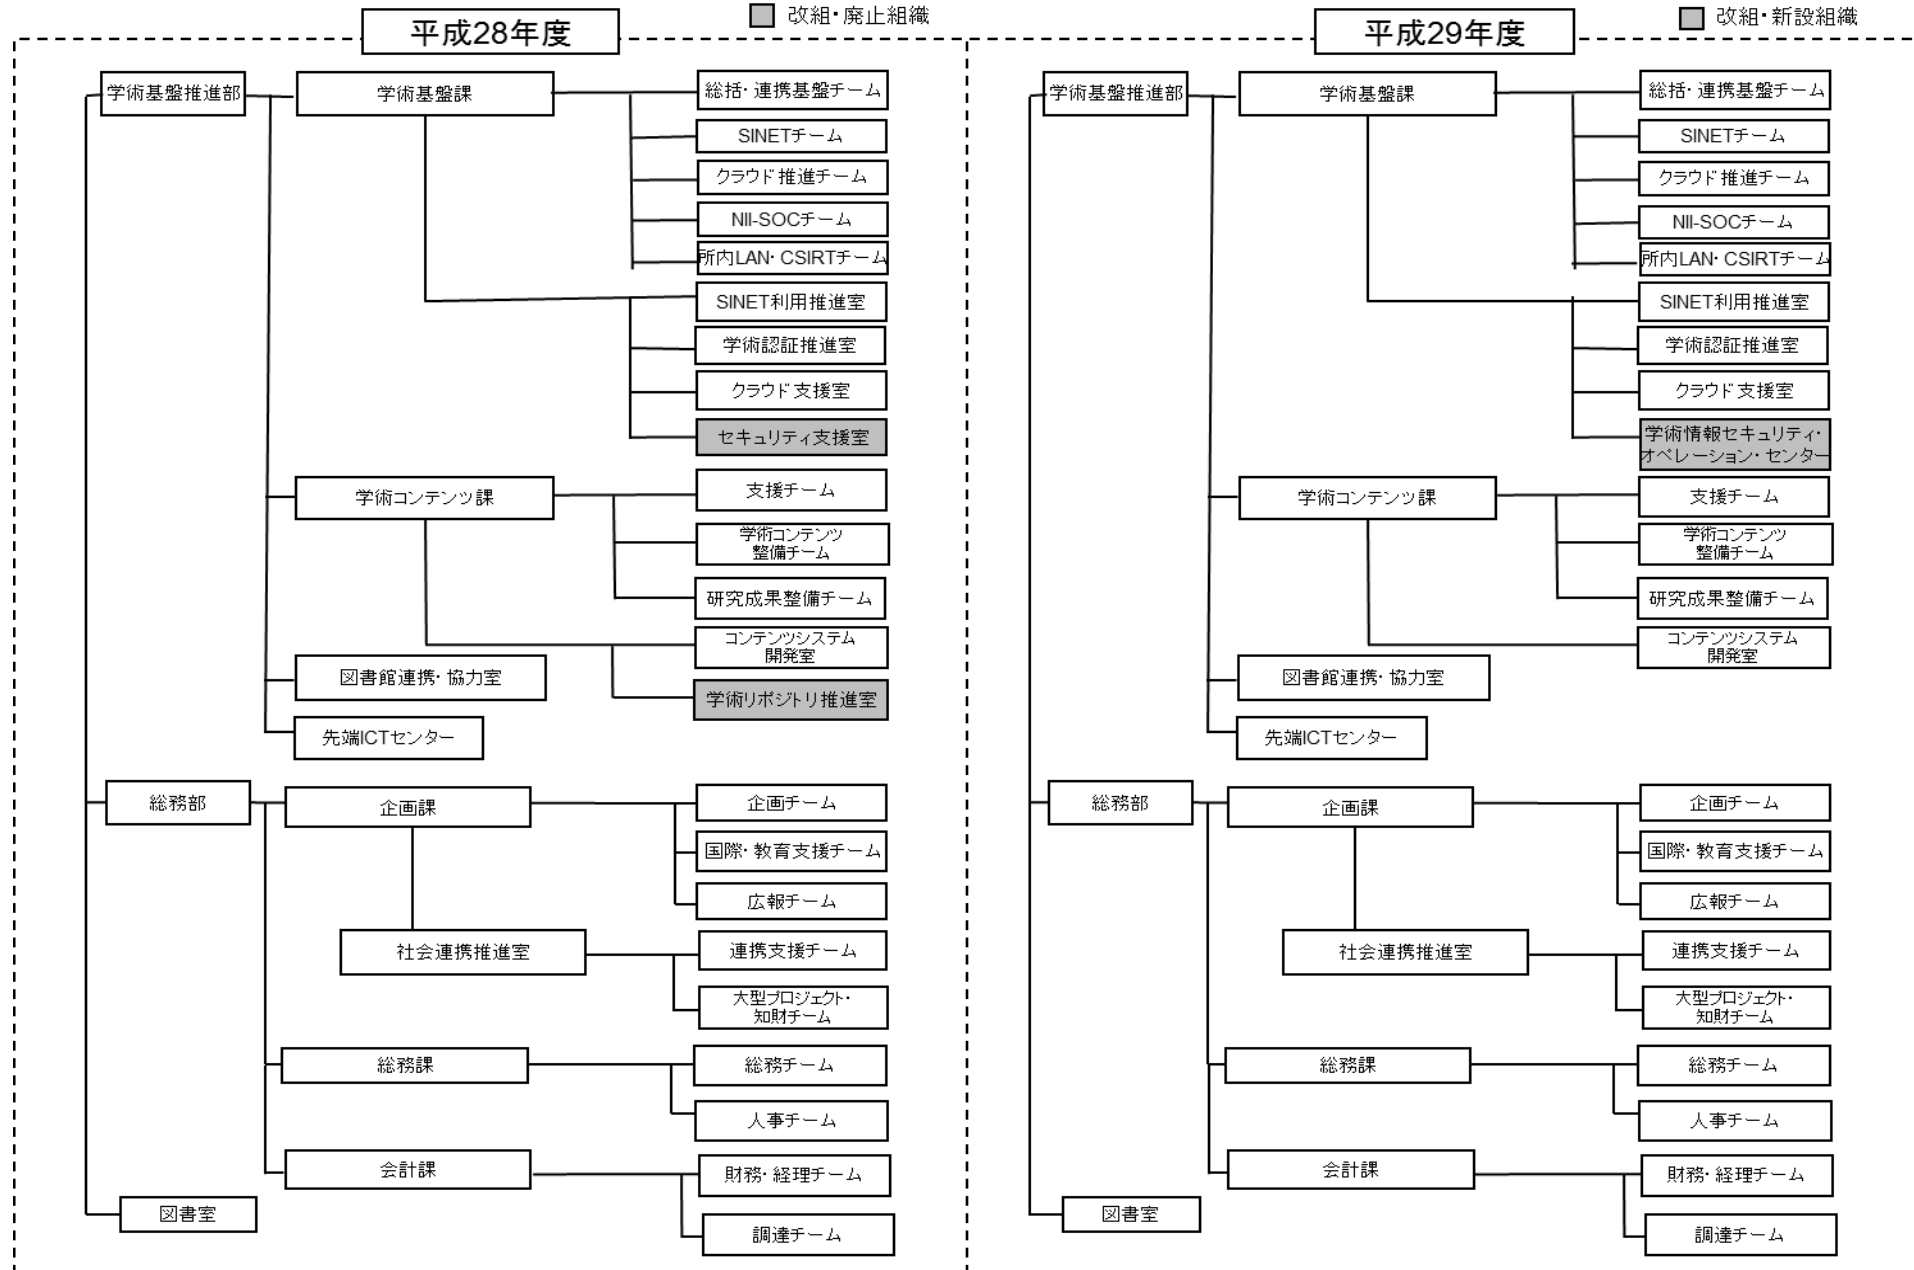 平成28年度
改組・廃止組織
学術基盤推進部
学術基盤課
総括・連携基盤チーム
SINETチーム
クラウド推進チーム
NII-SOCチーム
所内LAN・CSIRTチーム
SINET利用推進室
学術認証推進室
クラウド支援室
セキュリティ支援室
学術コンテンツ課
支援チーム
学術コンテンツ
整備チーム
研究成果整備チーム
コンテンツシステム
開発室
学術リポジトリ推進室
図書館連携・協力室
先端ICTセンター
総務部
企画課
企画チーム
国際・教育支援チーム
広報チーム
社会連携推進室
連携支援チーム
大型プロジェクト・
知財チーム
総務課
総務チーム
人事チーム
会計課
財務・経理チーム
調達チーム
図書室
平成29年度
改組・新設組織
学術基盤推進部
学術基盤課
総括・連携基盤チーム
SINETチーム
クラウド推進チーム
NII-SOCチーム
所内LAN・CSIRTチーム
SINET利用推進室
学術認証推進室
クラウド支援室
学術情報セキュリティ・
オペレーション・センター
学術コンテンツ課
支援チーム
学術コンテンツ
整備チーム
研究成果整備チーム
コンテンツシステム
開発室
図書館連携・協力室
先端ICTセンター
総務部
企画課
企画チーム
国際・教育支援チーム
広報チーム
社会連携推進室
連携支援チーム
大型プロジェクト・
知財チーム
総務課
総務チーム
人事チーム
会計課
財務・経理チーム
調達チーム
図書室